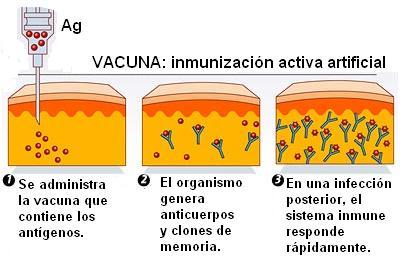 Ag
VACUNA: inmunización activa artificial
1 Se administra
la vacuna que
contiene los
antígenos.
2 El organismo
genera
anticuerpos
y clones de
memoria.
3 En una infección
posterior, el
sistema inmune
responde
rápidamente.